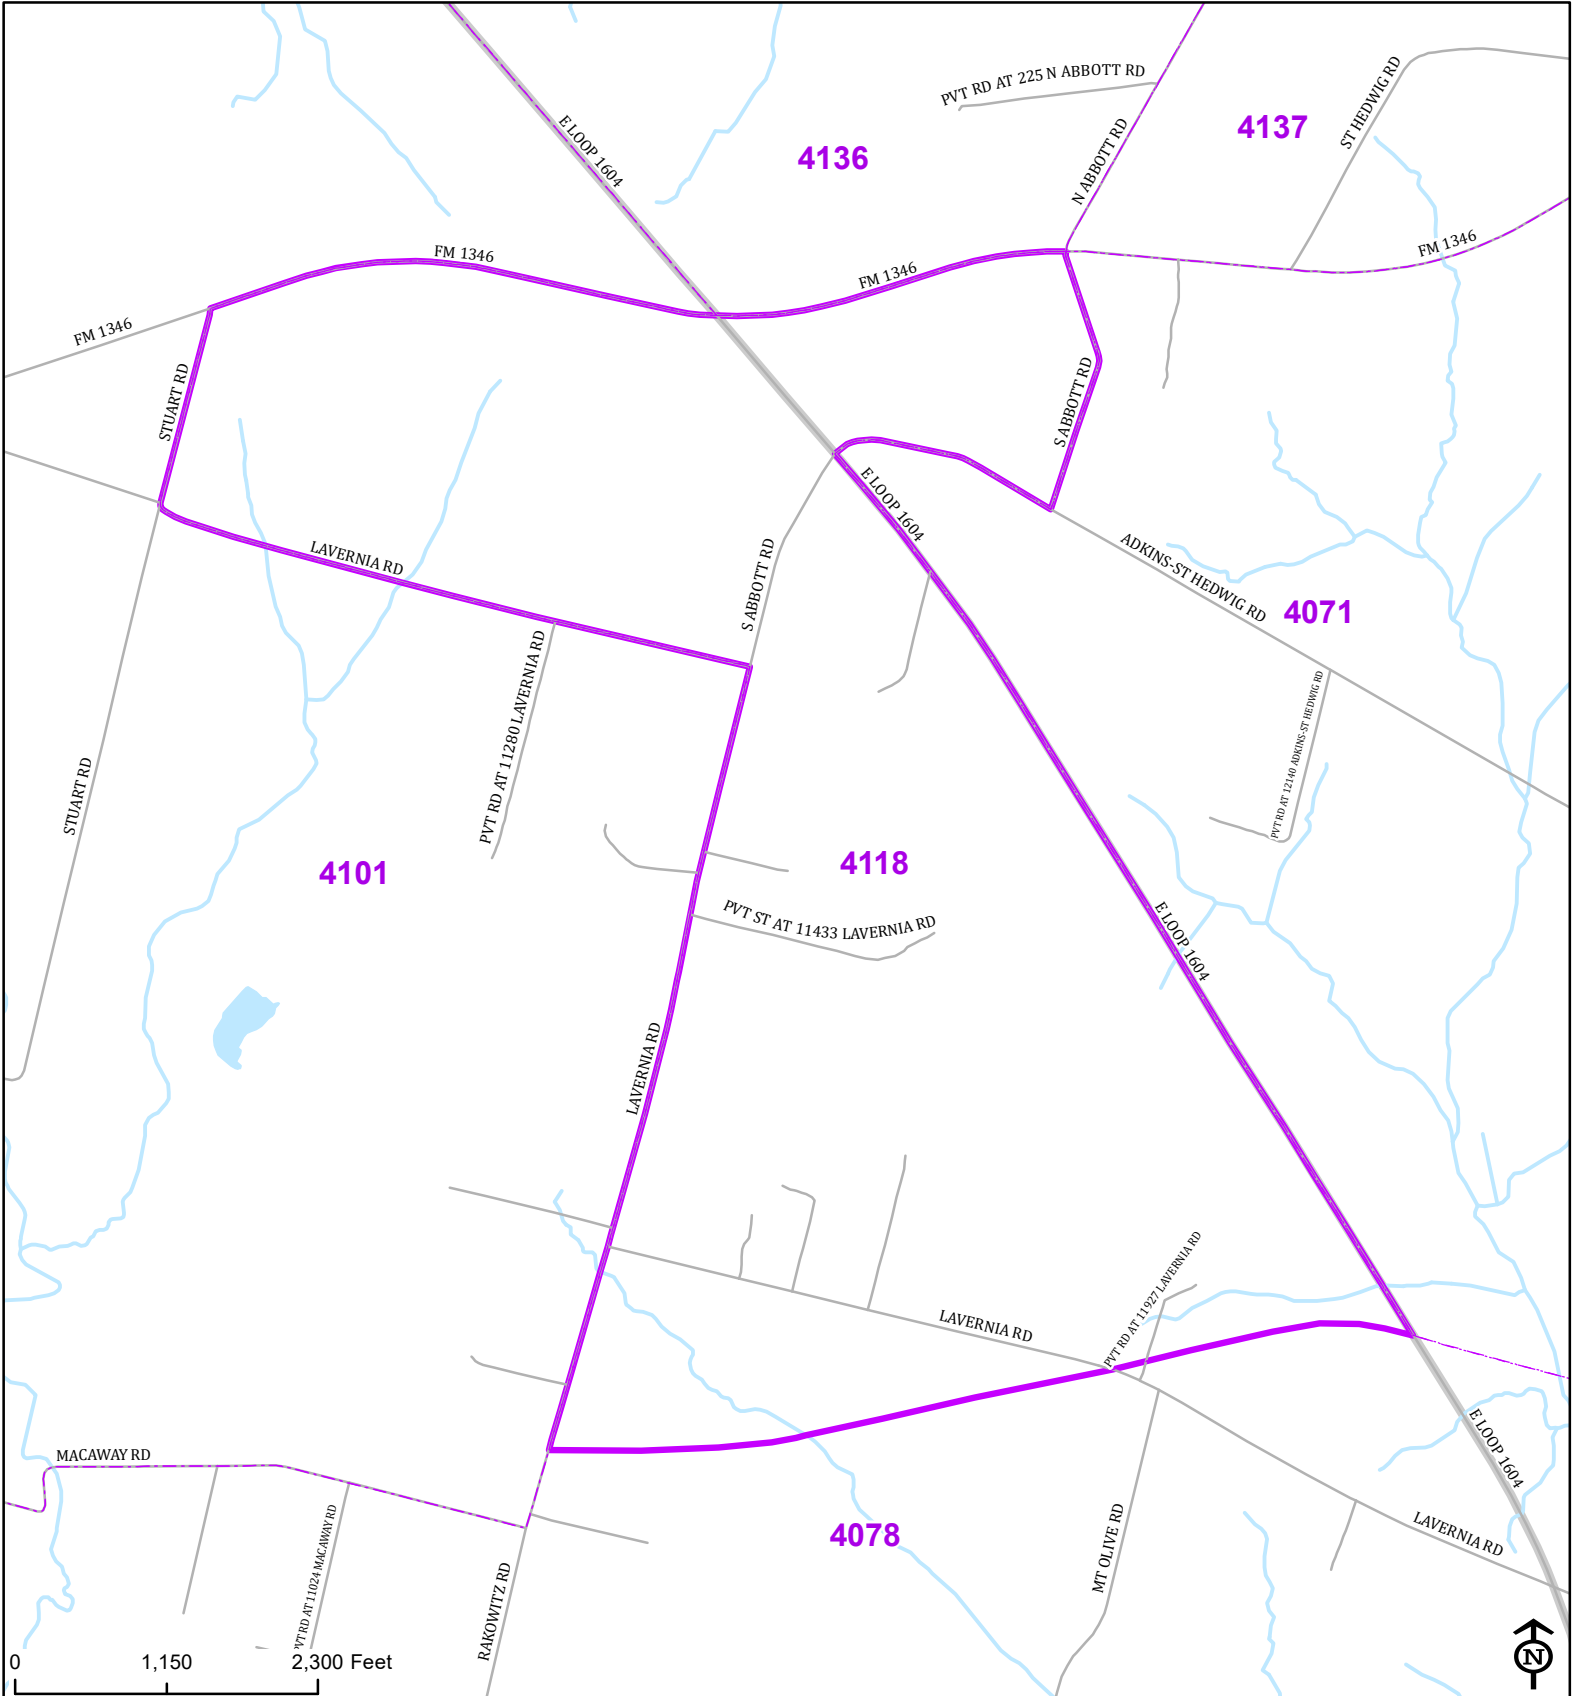 PVT RD AT 225 N ABBOTT RD
ST HEDWIG RD
E LOOP 1604
4136
4137
N ABBOTT RD
FM 1346
FM 1346
FM 1346
FM 1346
STUART RD
S ABBOTT RD
E LOOP 1604
LAVERNIA RD
S ABBOTT RD
ADKINS-ST HEDWIG RD
4071
PVT RD AT 11280 LAVERNIA RD
PVT RD AT 12140 ADKINS-ST HEDWIG RD
STUART RD
4101
4118
PVT ST AT 11433 LAVERNIA RD
E LOOP 1604
LAVERNIA RD
PVT RD AT 11927 LAVERNIA RD
LAVERNIA RD
MACAWAY RD
E LOOP 1604
PVT RD AT 11024 MACAWAY RD
4078
MT OLIVE RD
LAVERNIA RD
RAKOWITZ RD
0 1,150 2,300 Feet
N